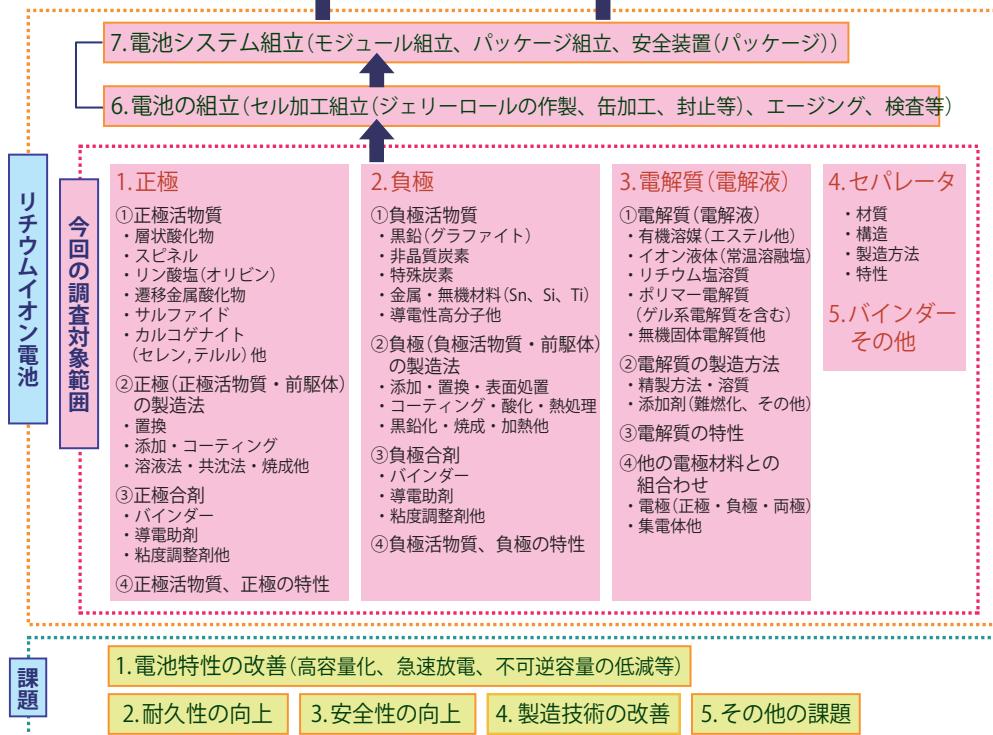 7.電池システム組立(モジュール組立、パッケージ組立、安全装置(パッケージ))
6.電池の組立(セル加工組立(ジェリーロールの作製、缶加工、封止等)、エージング、検査等)
リチウムイオン電池
今回の調査対象範囲
1.正極
①正極活物質
・層状酸化物
・スピネル
・リン酸塩(オリビン)
・遷移金属酸化物
・サルファイド
・カルコゲナイト
(セレン,テルル)他
②正極(正極活物質・前駆体)
の製造法
・置換
・添加・コーティング
・溶液法・共沈法・焼成他
③正極合剤
・バインダー
・導電助剤
・粘度調整剤他
④正極活物質、正極の特性
2.負極
①負極活物質
・黒鉛(グラファイト)
・非晶質炭素
・特殊炭素
・金属・無機材料(Sn、Si、Ti)
・導電性高分子他
②負極(負極活物質・前駆体)
の製造法
・添加・置換・表面処置
・コーティング・酸化・熱処理
・黒鉛化・焼成・加熱他
③負極合剤
・バインダー
・導電助剤
・粘度調整剤他
④負極活物質、負極の特性
3.電解質(電解液)
①電解質(電解液)
・有機溶媒(エステル他)
・イオン液体(常温溶融塩)
・リチウム塩溶質
・ポリマー電解質
(ゲル系電解質を含む)
・無機固体電解質他
②電解質の製造方法
・精製方法・溶質
・添加剤(難燃化、その他)
③電解質の特性
④他の電極材料との
組合わせ
・電極(正極・負極・両極)
・集電体他
4.セパレータ
・材質
・構造
・製造方法
・特性
5.バインダー
その他
課題
1.電池特性の改善(高容量化、急速放電、不可逆容量の低減等)
2.耐久性の向上
3.安全性の向上
4.製造技術の改善
5.その他の課題